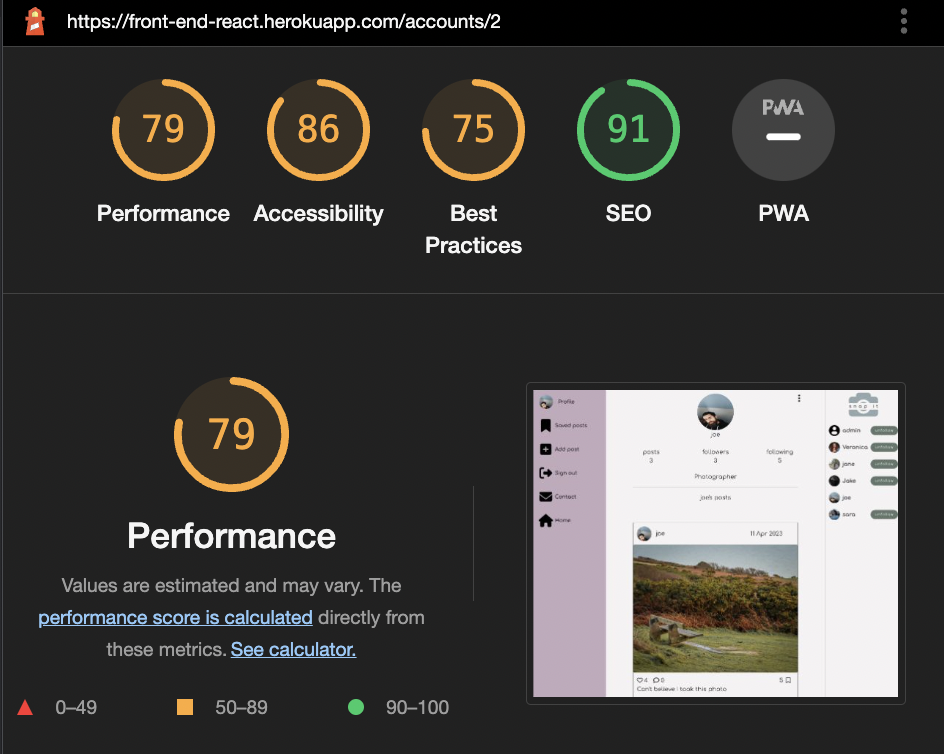 https://front-end-react.herokuapp.com/accounts/2
79
86
75
91
PWA
Performance
Accessibility
Best
Practices
SEO
PWA
79
Performance
Values are estimated and may vary. The
performance score is calculated directly from
these metrics. See calculator.
0–49
50–89
90–100
Profile
Saved posts
Add post
Sign out
Contact
Home
joe
posts
followers
following
3
3
5
Photographer
joe's posts
joe
11 Apr 2023
4
0
5
Can't believe I took this photo
snap it
admin
Veronica
jane
Jake
joe
sara